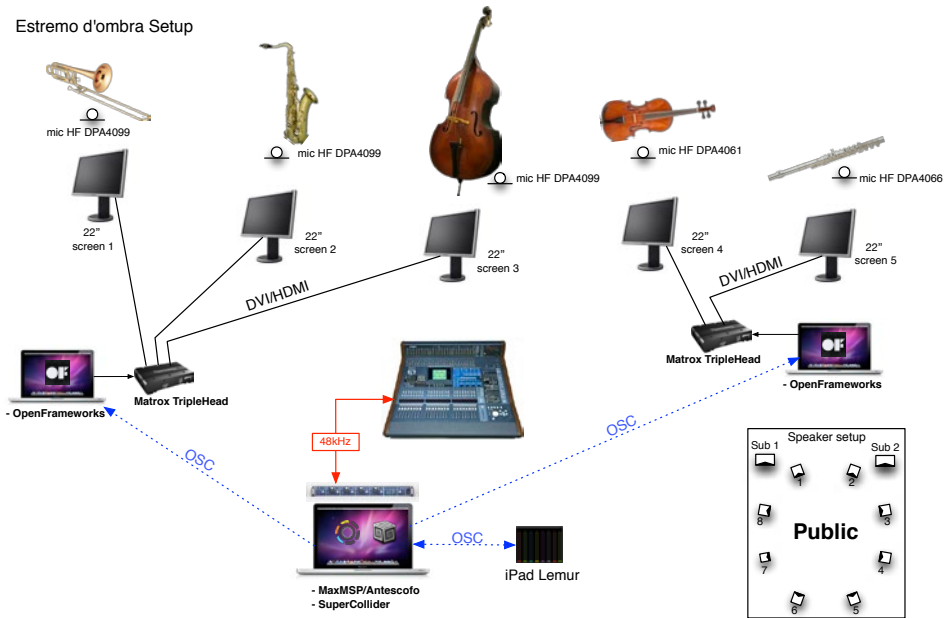 Estremo d'ombra Setup
mic HF DPA4099
mic HF DPA4099
mic HF DPA4099
mic HF DPA4061
mic HF DPA4066
22”
screen 1
22”
screen 2
22”
screen 3
22”
screen 4
22”
screen 5
DVI/HDMI
DVI/HDMI
OF
- OpenFrameworks
Matrox TripleHead
Matrox TripleHead
OF
- OpenFrameworks
48kHz
OSC
OSC
OSC
iPad Lemur
- MaxMSP/Antescofo
- SuperCollider
Speaker setup
Sub 1
Sub 2
1
2
8
3
Public
7
4
6
5